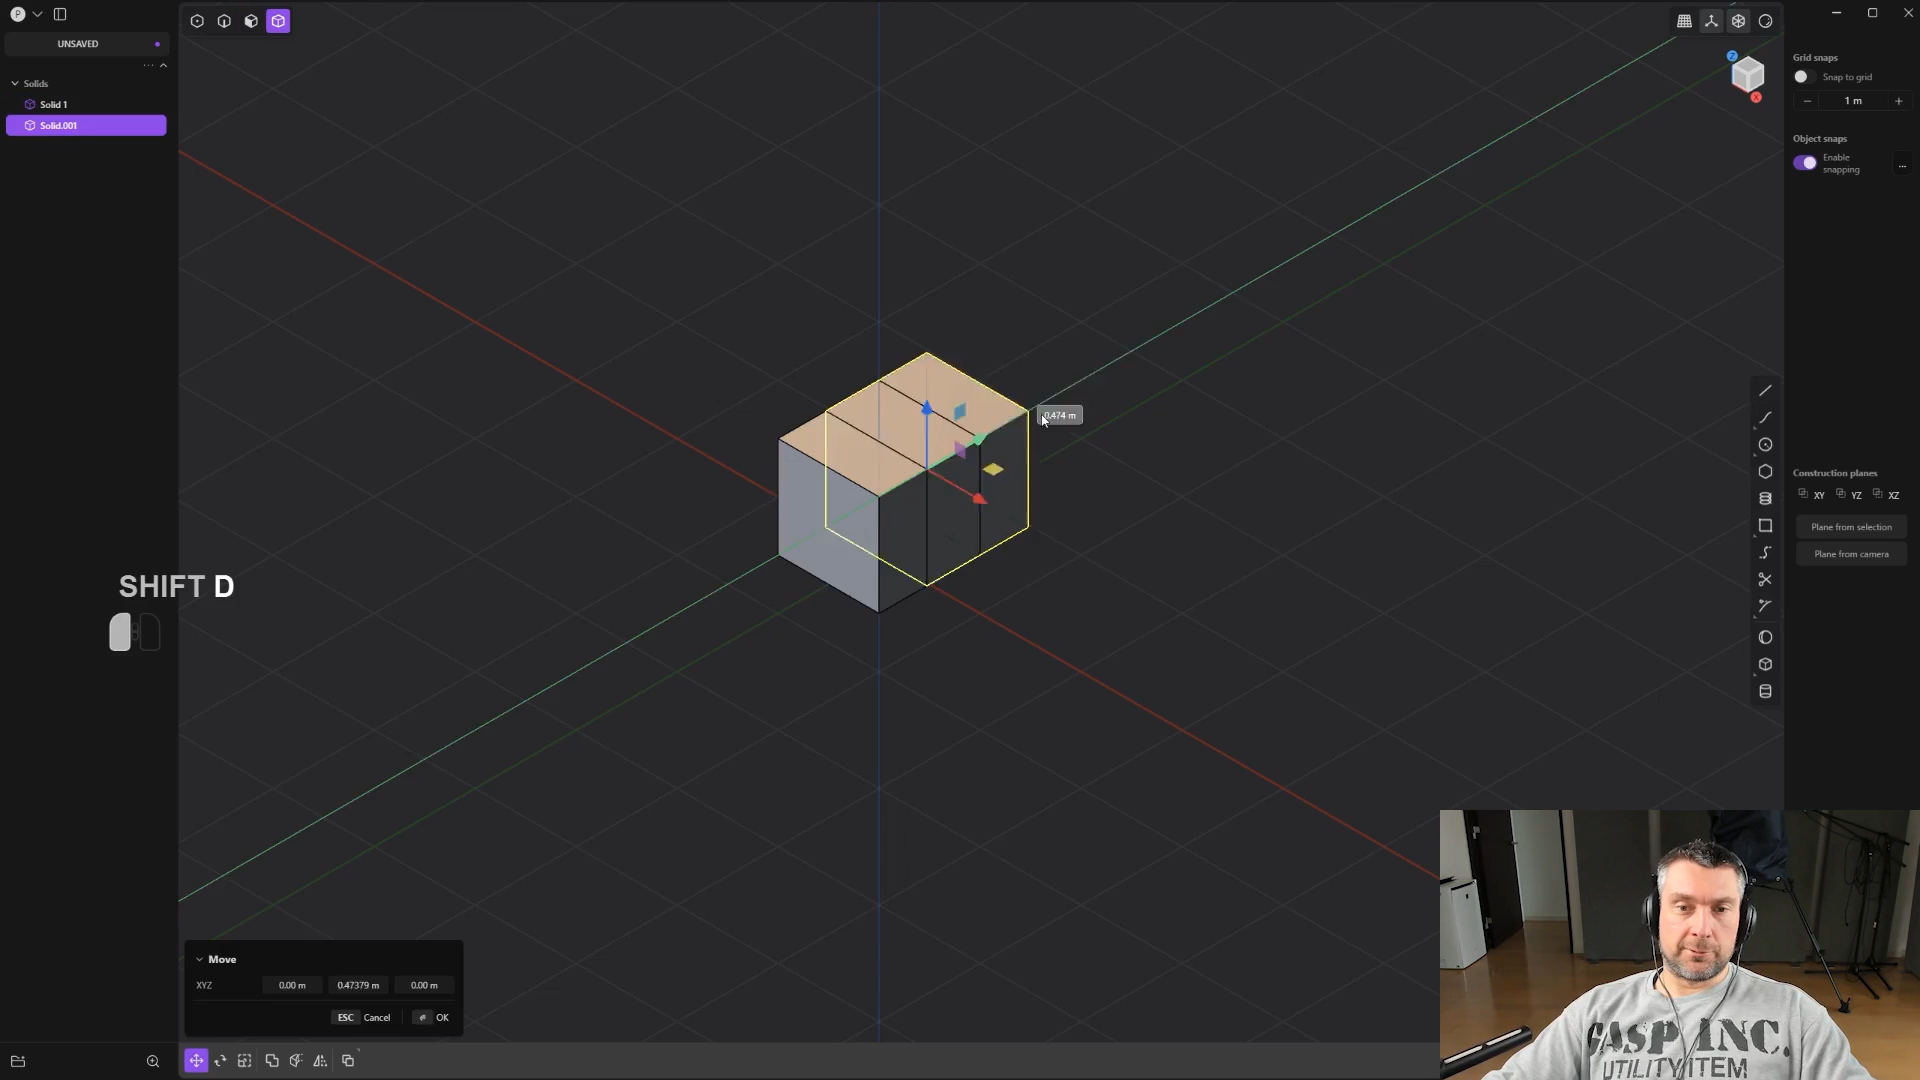 P
UNSAVED
Solids
Solid 1
Solid.001
Z
X
Grid snaps
Snap to grid
1 m
Object snaps
Enable
snapping
0.474 m
Construction planes
XY YZ XZ
Plane from selection
Plane from camera
SHIFT D
Move
XYZ 0.00 m 0.47379 m 0.00 m
ESC Cancel OK
GASP INC.
UTILITY ITEM